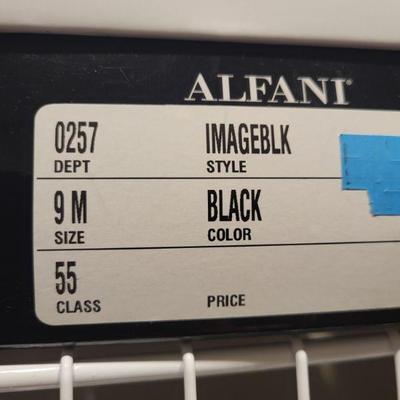 ALFANI
0257 IMAGEBLK
DEPT STYLE
9 M BLACK
SIZE COLOR
55
CLASS PRICE